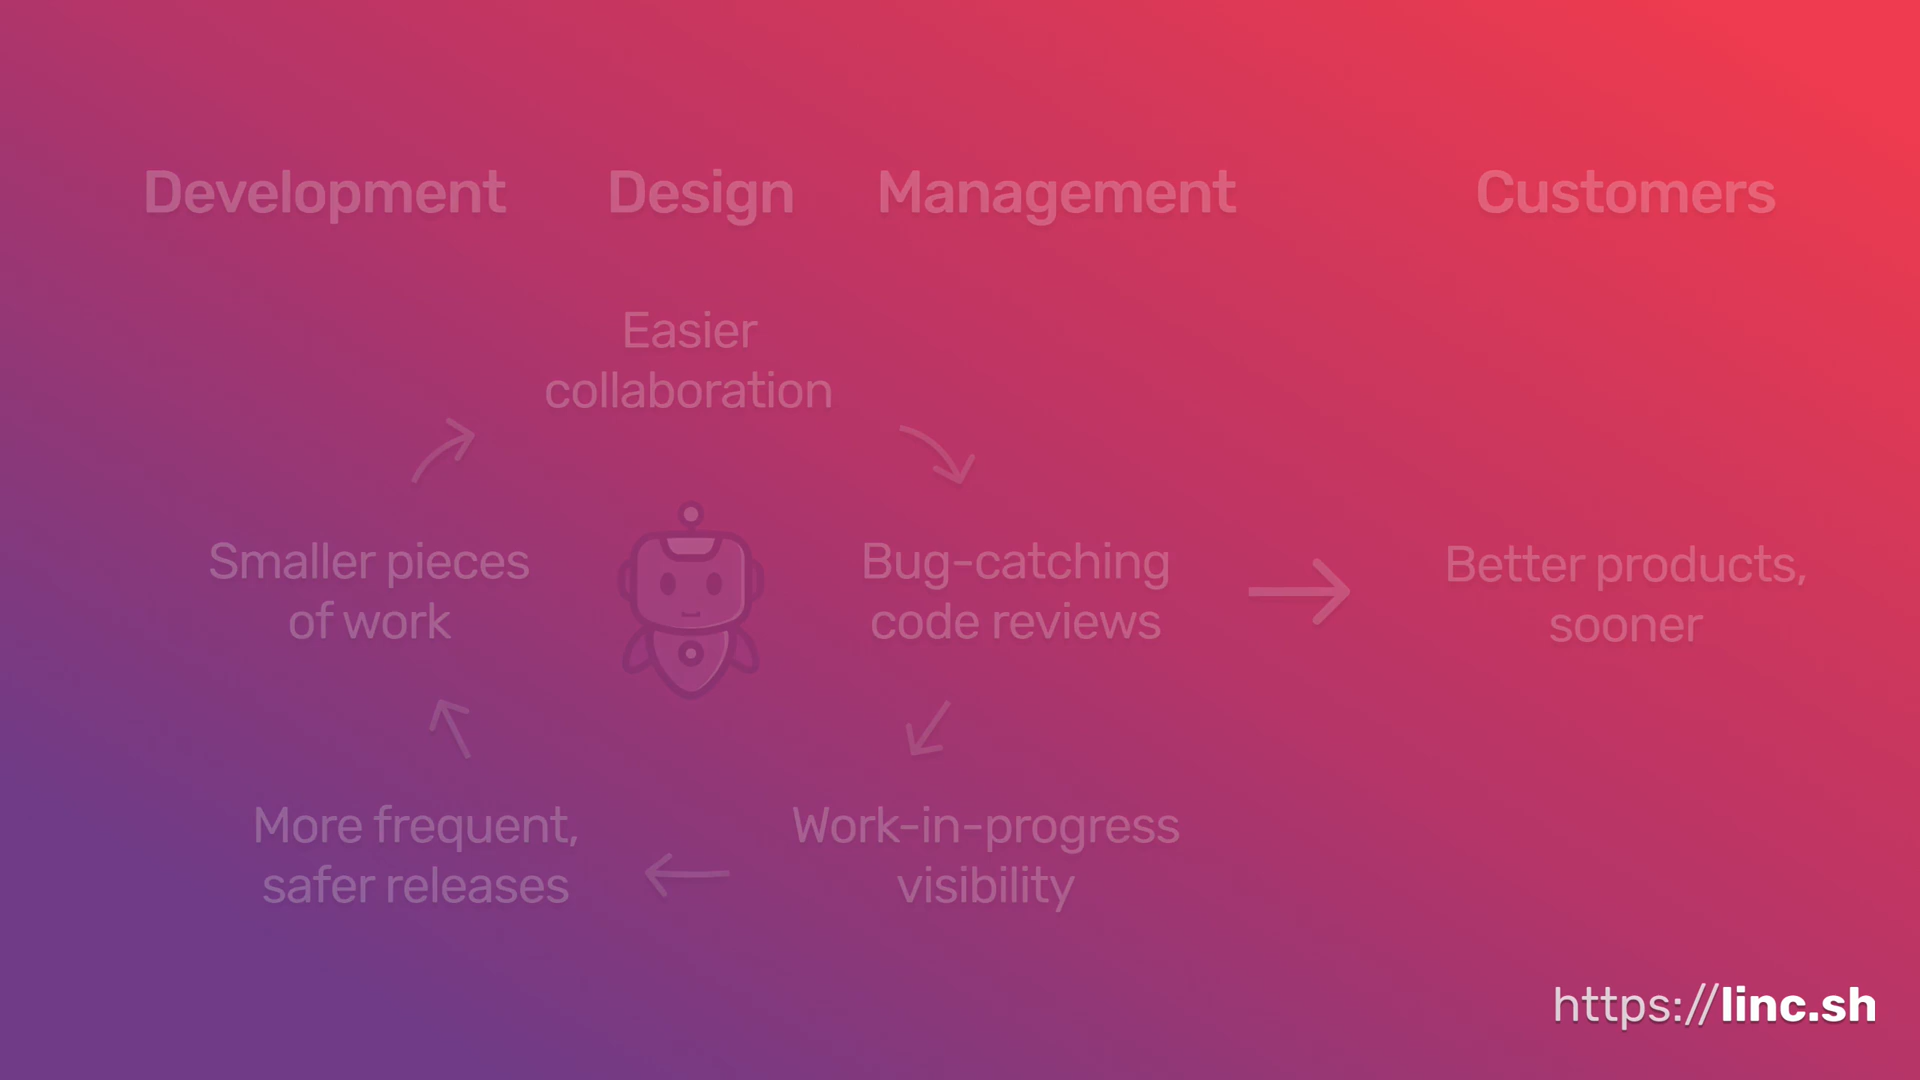 Development
Design
Management
Customers
Easier
collaboration
Smaller pieces
of work
Bug-catching
code reviews
Better products,
sooner
More frequent,
safer releases
Work-in-progress
visibility
https://linc.sh